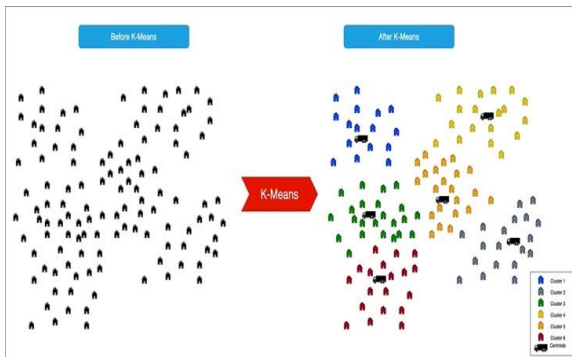 Before K-Means
After K-Means
K-Means
Cluster 1
Cluster 2
Cluster 3
Cluster 4
Cluster 5
Cluster 6
Centroids